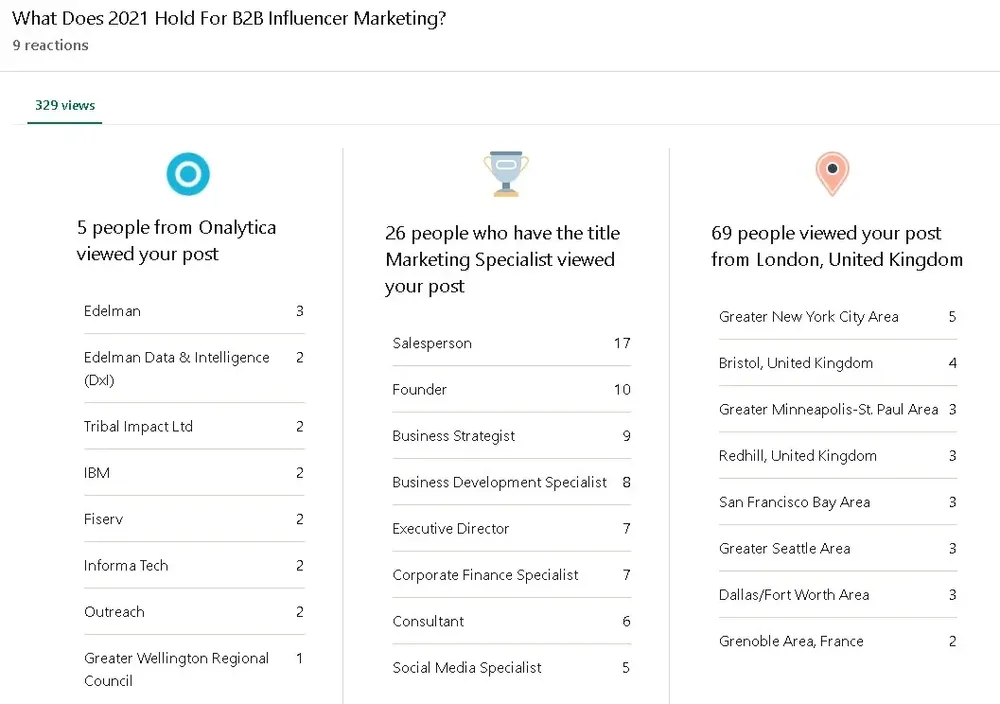 What Does 2021 Hold For B2B Influencer Marketing?
9 reactions
329 views
5 people from Onalytica
viewed your post
Edelman 3
Edelman Data & Intelligence 2
(DxI)
Tribal Impact Ltd 2
IBM 2
Fiserv 2
Informa Tech 2
Outreach 2
Greater Wellington Regional 1
Council
26 people who have the title
Marketing Specialist viewed
your post
Salesperson 17
Founder 10
Business Strategist 9
Business Development Specialist 8
Executive Director 7
Corporate Finance Specialist 7
Consultant 6
Social Media Specialist 5
69 people viewed your post
from London, United Kingdom
Greater New York City Area 5
Bristol, United Kingdom 4
Greater Minneapolis-St. Paul Area 3
Redhill, United Kingdom 3
San Francisco Bay Area 3
Greater Seattle Area 3
Dallas/Fort Worth Area 3
Grenoble Area, France 2